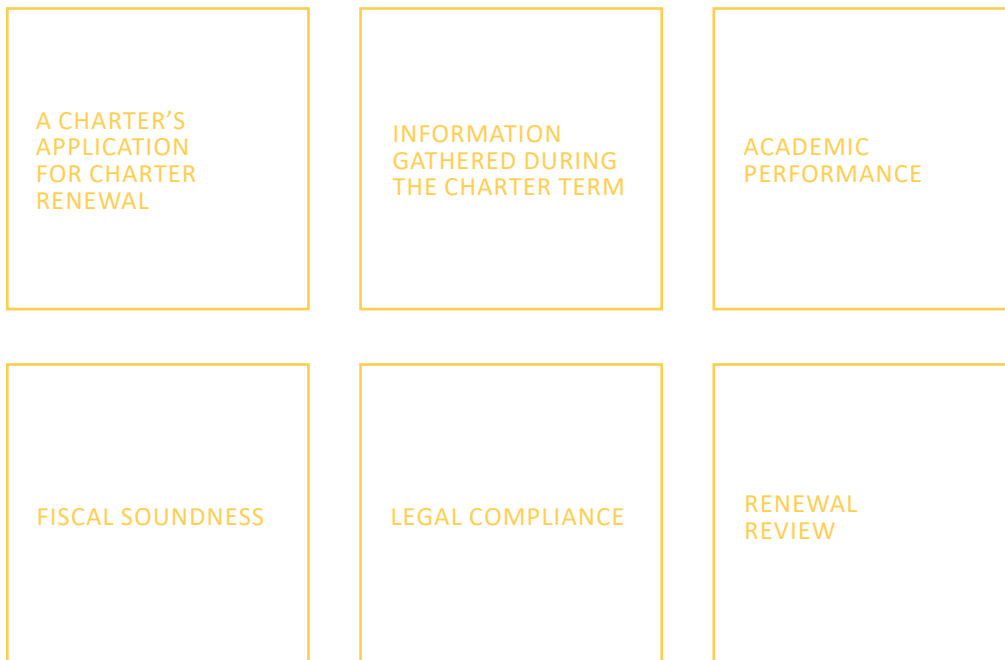 A CHARTER’S
APPLICATION
FOR CHARTER
RENEWAL
INFORMATION
GATHERED DURING
THE CHARTER TERM
ACADEMIC
PERFORMANCE
FISCAL SOUNDNESS
LEGAL COMPLIANCE
RENEWAL
REVIEW